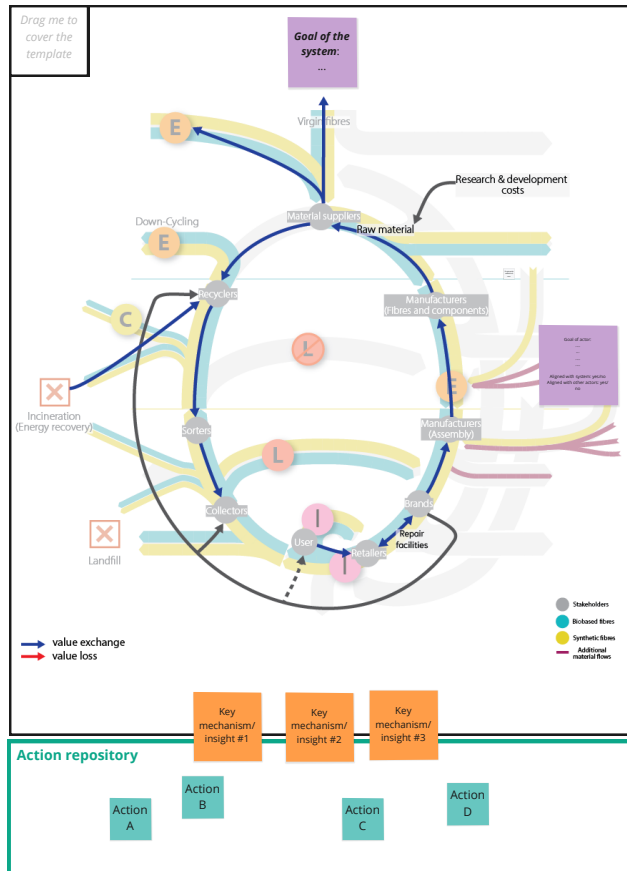 Drag me to
cover the
template
Goal of the
system:
...
E
Virgin fibres
Research & development
costs
Material suppliers
Raw material
Down-Cycling
E
Recyclers
Manufacturers
(Fibres and components)
C
L
Goal of actor:
...
...
...
...
Aligned with system: yes/no
Aligned with other actors: yes/
no
E
Incineration
(Energy recovery)
Sorters
Manufacturers
(Assembly)
L
Collectors
Brands
I
User
Repair
facilities
Retailers
I
Landfill
Stakeholders
Biobased fibres
Synthetic fibres
Additional
material flows
value exchange
value loss
Key
mechanism/
insight #1
Key
mechanism/
insight #2
Key
mechanism/
insight #3
Action repository
Action
A
Action
B
Action
C
Action
D